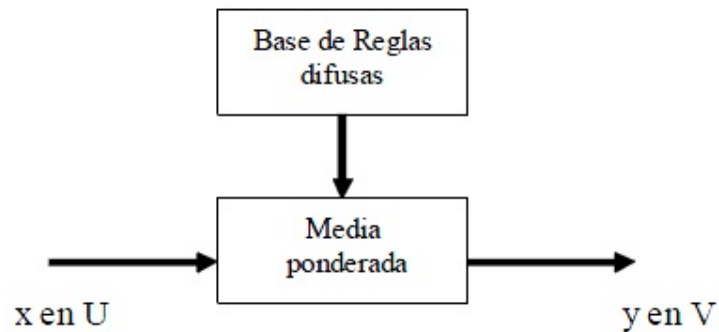 Base de Reglas
difusas
Media
ponderada
x en U
y en V